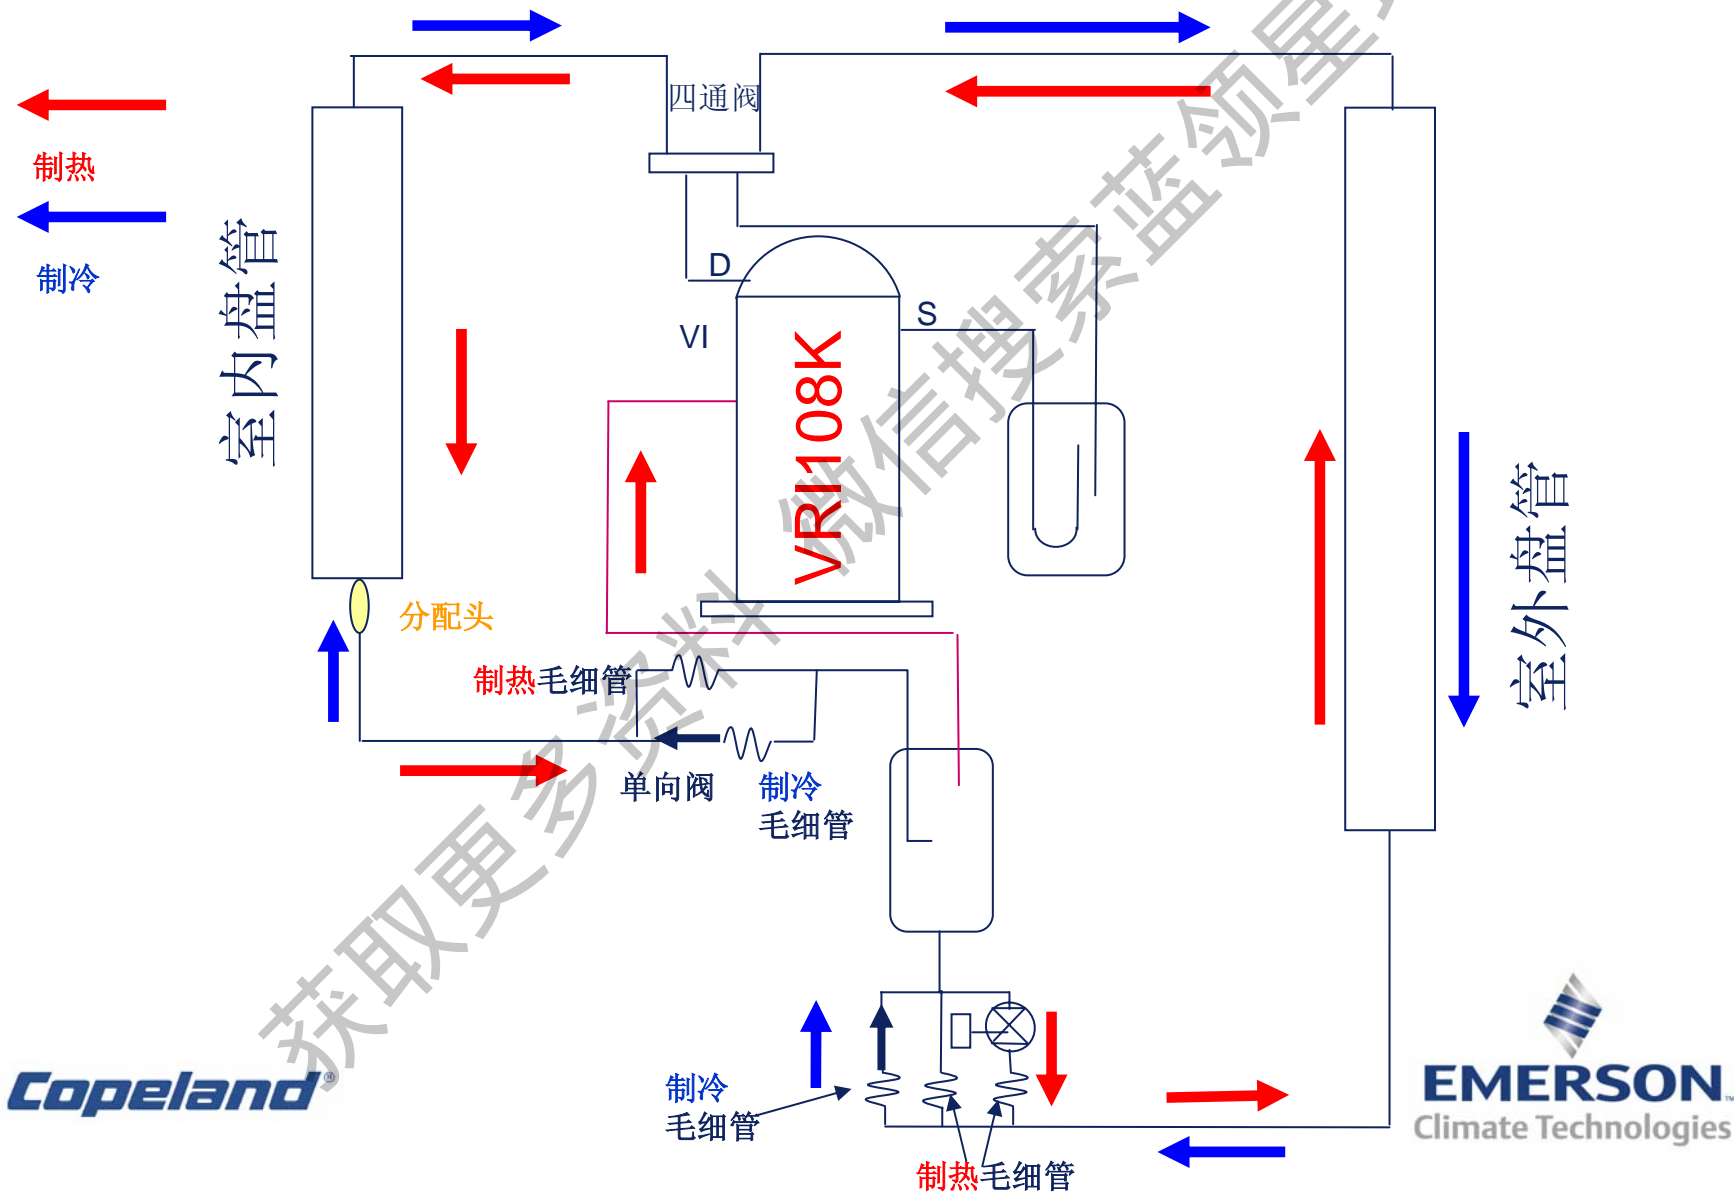 四通阀
制热
制冷
室内盘管
D
S
VI
VRI108K
室外盘管
分配头
制热毛细管
单向阀
制冷
毛细管
制冷
毛细管
制热毛细管
获取更多资料 微信搜索蓝领星
Copeland®
EMERSON™
Climate Technologies